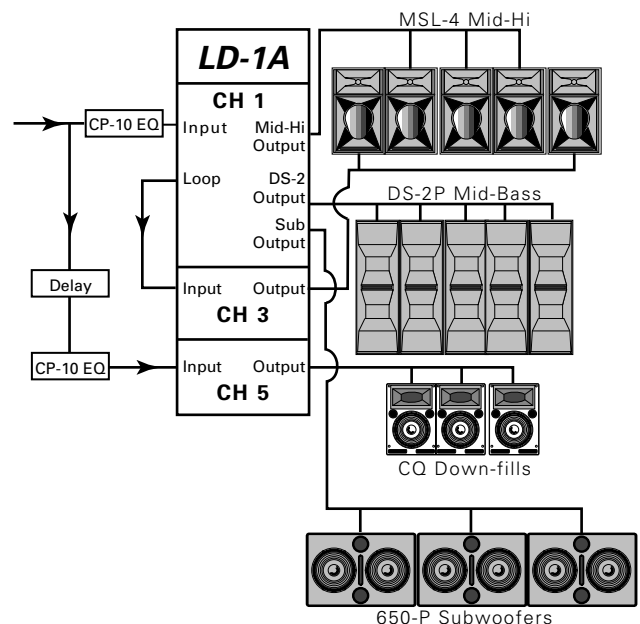 MSL-4 Mid-Hi
LD-1A
CH 1
CP-10 EQ
Input
Mid-Hi
Output
Loop
DS-2
Output
DS-2P Mid-Bass
Sub
Output
Delay
Input
Output
CH 3
CP-10 EQ
Input
Output
CH 5
CQ Down-fills
650-P Subwoofers